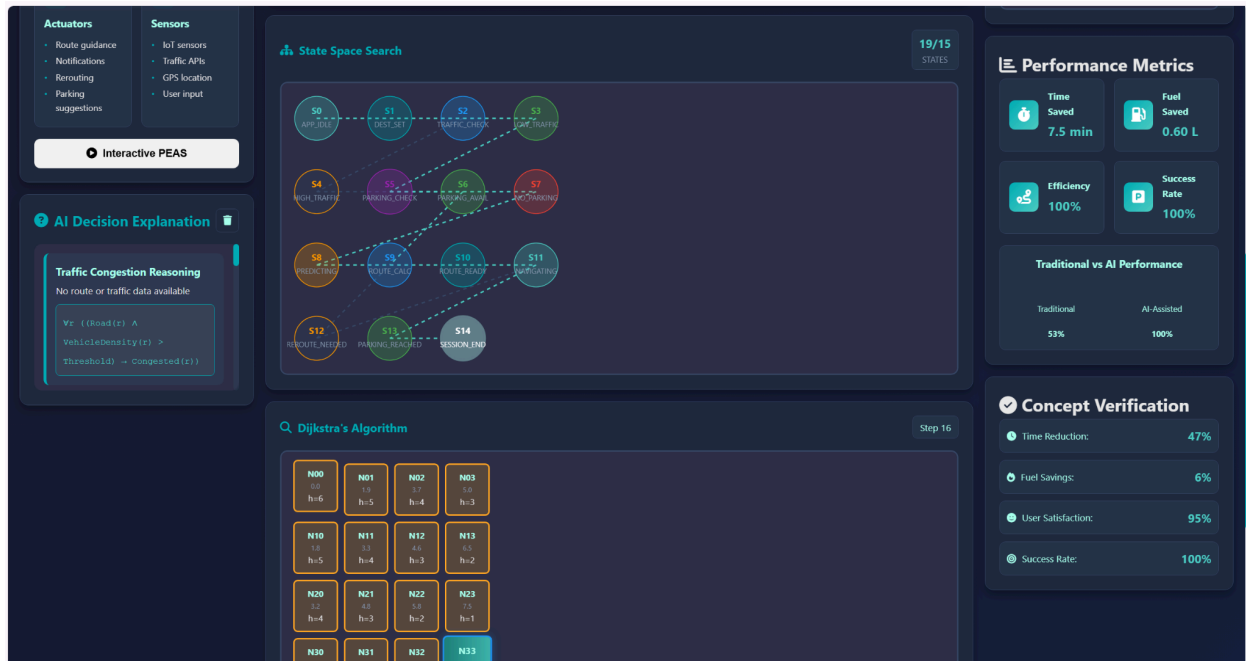 Actuators
• Route guidance
• Notifications
• Rerouting
• Parking
suggestions
Sensors
• IoT sensors
• Traffic APIs
• GPS location
• User input
Interactive PEAS
AI Decision Explanation
Traffic Congestion Reasoning
No route or traffic data available
∀r ((Road(r) ∧
VehicleDensity(r) >
Threshold) → Congested(r))
State Space Search
19/15
STATES
S0
APP_IDLE
S1
DEST_SET
S2
TRAFFIC_CHECK
S3
LOW_TRAFFIC
S4
HIGH_TRAFFIC
S5
PARKING_CHECK
S6
PARKING_AVAIL
S7
NO_PARKING
S8
PREDICTING
S9
ROUTE_CALC
S10
ROUTE_READY
S11
NAVIGATING
S12
REROUTE_NEEDED
S13
PARKING_REACHED
S14
SESSION_END
Dijkstra's Algorithm
Step 16
N00
0.0
h=6
N01
1.9
h=5
N02
3.7
h=4
N03
5.0
h=3
N10
1.8
h=5
N11
3.3
h=4
N12
4.6
h=3
N13
6.5
h=2
N20
3.2
h=4
N21
4.8
h=3
N22
5.8
h=2
N23
7.5
h=1
N30
N31
N32
N33
Performance Metrics
Time
Saved
7.5 min
Fuel
Saved
0.60 L
Efficiency
100%
Success
Rate
100%
Traditional vs AI Performance
Traditional
53%
AI-Assisted
100%
Concept Verification
Time Reduction: 47%
Fuel Savings: 6%
User Satisfaction: 95%
Success Rate: 100%